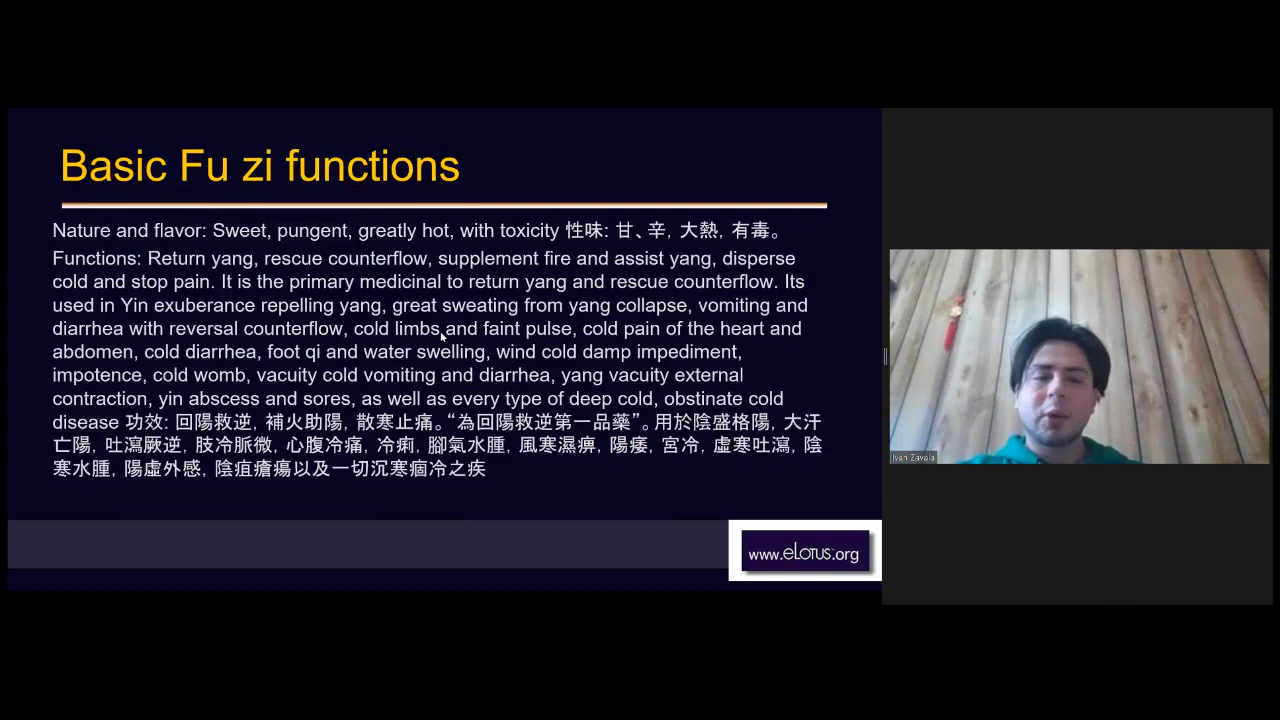 Basic Fu zi functions
Nature and flavor: Sweet, pungent, greatly hot, with toxicity 性味: 甘、辛, 大熱, 有毒。
Functions: Return yang, rescue counterflow, supplement fire and assist yang, disperse
cold and stop pain. It is the primary medicinal to return yang and rescue counterflow. Its
used in Yin exuberance repelling yang, great sweating from yang collapse, vomiting and
diarrhea with reversal counterflow, cold limbs and faint pulse, cold pain of the heart and
abdomen, cold diarrhea, foot qi and water swelling, wind cold damp impediment,
impotence, cold womb, vacuity cold vomiting and diarrhea, yang vacuity external
contraction, yin abscess and sores, as well as every type of deep cold, obstinate cold
disease 功效: 回陽救逆, 補火助陽, 散寒止痛。“為回陽救逆第一品藥”。用於陰盛格陽, 大汗
亡陽, 吐瀉厥逆, 肢冷脈微, 心腹冷痛, 冷痢, 腳氣水腫, 風寒濕痹, 陽痿, 宮冷, 虛寒吐瀉, 陰
寒水腫, 陽虛外感, 陰疽瘡瘍以及一切沉寒痼冷之疾
www.eLotus.org
Ivan Zavala